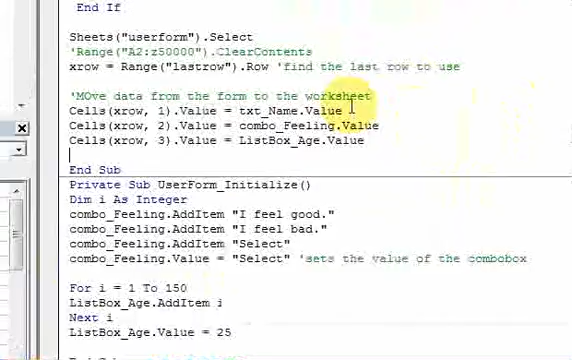 End If
Sheets("userform").Select
'Range("A2:z50000").ClearContents
xrow = Range("lastrow").Row 'find the last row to use
'MOve data from the form to the worksheet
Cells(xrow, 1).Value = txt_Name.Value
Cells(xrow, 2).Value = combo_Feeling.Value
Cells(xrow, 3).Value = ListBox_Age.Value
End Sub
Private Sub UserForm_Initialize()
Dim i As Integer
combo_Feeling.AddItem "I feel good."
combo_Feeling.AddItem "I feel bad."
combo_Feeling.AddItem "Select"
combo_Feeling.Value = "Select" 'sets the value of the combobox
For i = 1 To 150
ListBox_Age.AddItem i
Next i
ListBox_Age.Value = 25